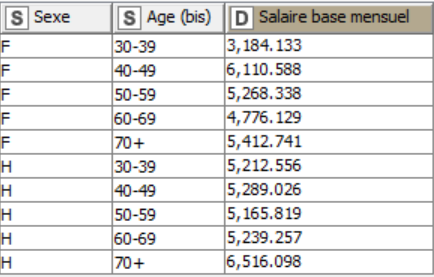 S Sexe S Age (bis) D Salaire base mensuel
F 30-39 3,184.133
F 40-49 6,110.588
F 50-59 5,268.338
F 60-69 4,776.129
F 70+ 5,412.741
H 30-39 5,212.556
H 40-49 5,289.026
H 50-59 5,165.819
H 60-69 5,239.257
H 70+ 6,516.098